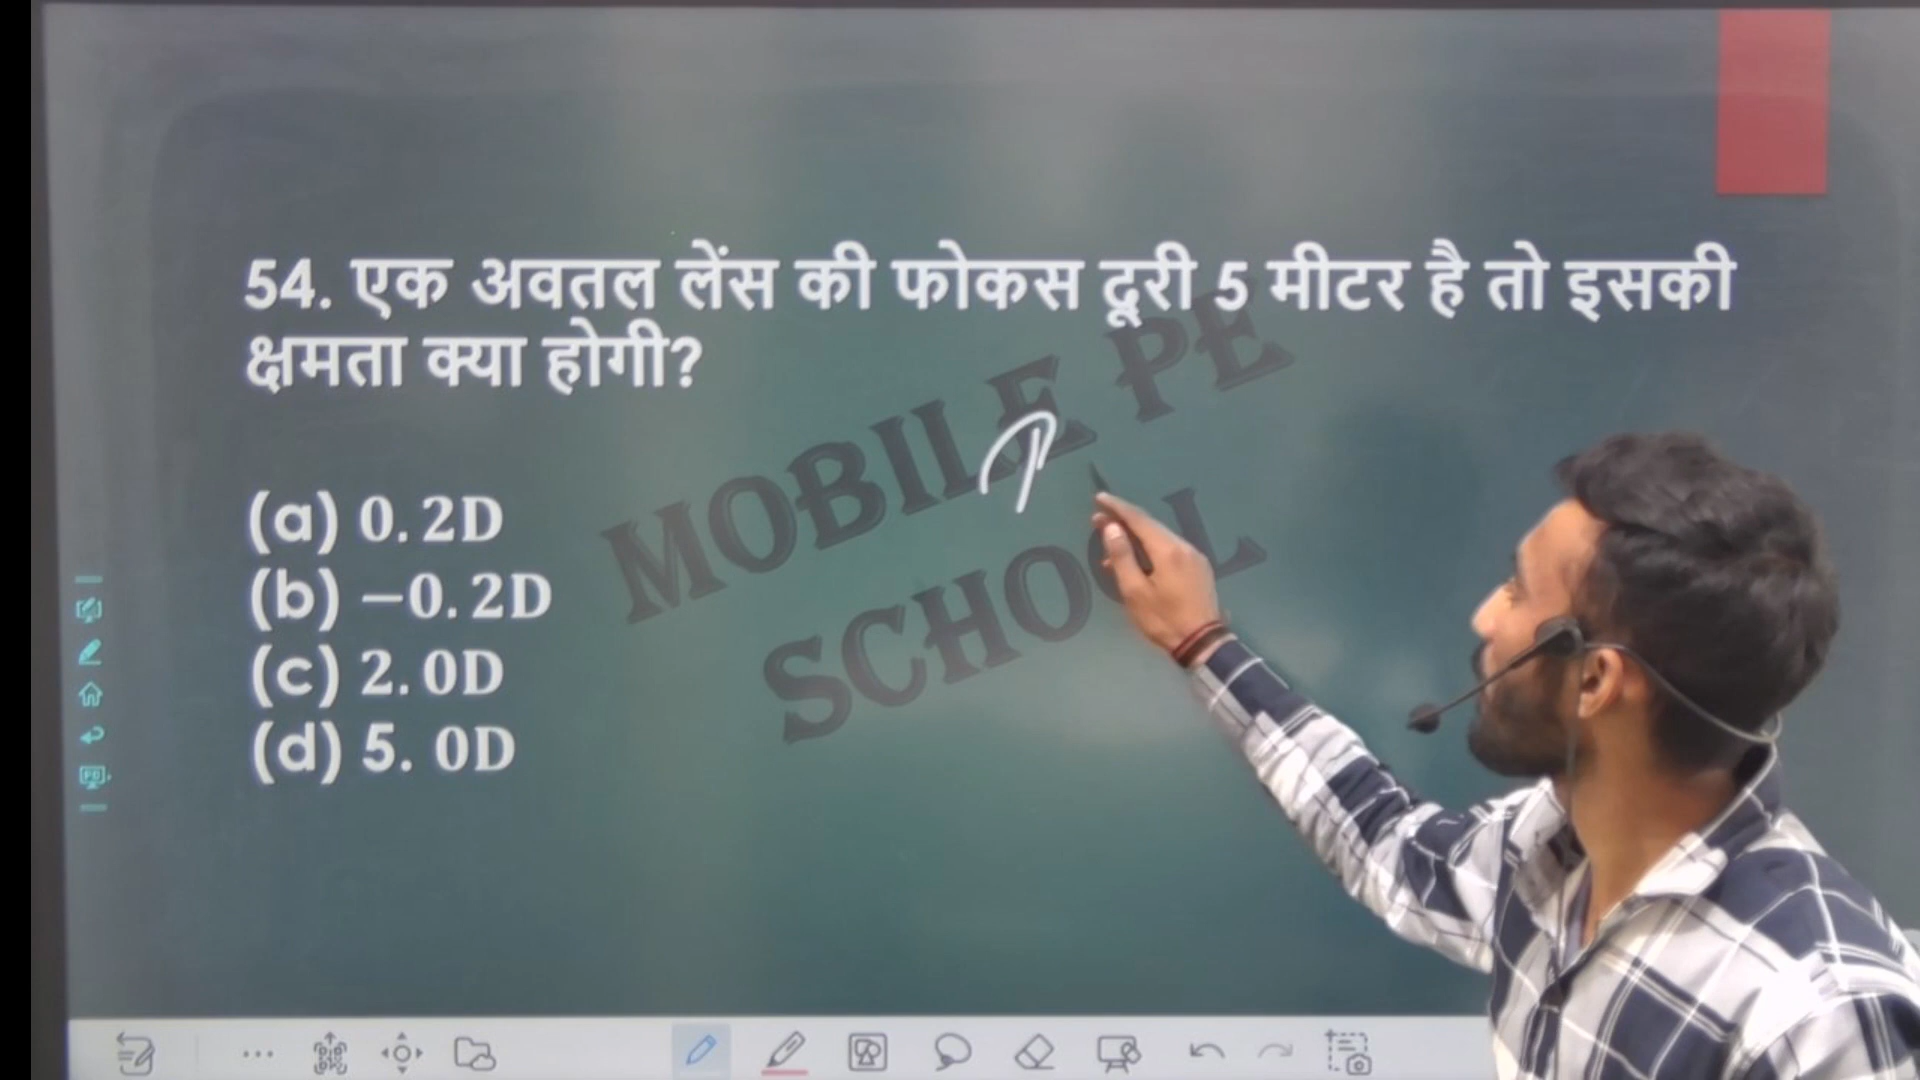 54. एक अवतल लेंस की फोकस दूरी 5 मीटर है तो इसकी
क्षमता क्या होगी?
(a) 0.2D
(b) −0.2D
(c) 2.0D
(d) 5. 0D
MOBILE PE
SCHOOL
P